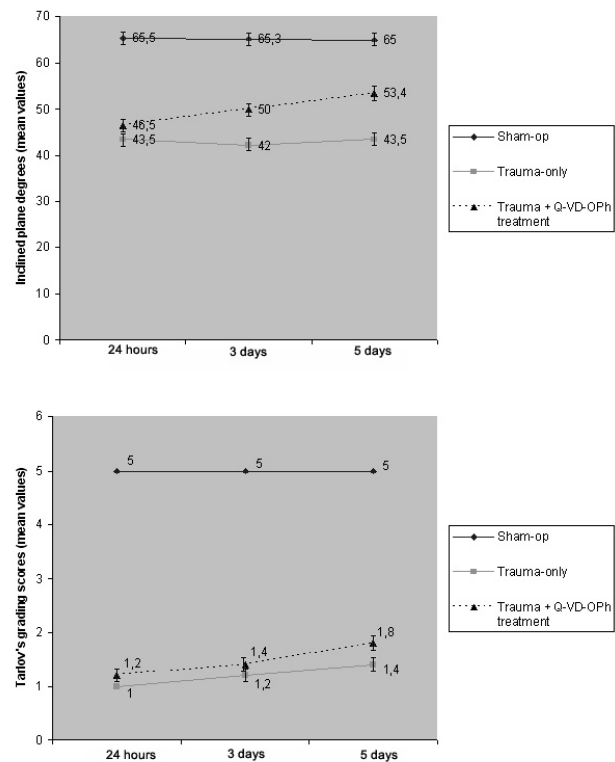 Inclined plane degrees (mean values)
70
60
50
40
30
20
10
0
65,5
65,3
65
46,5
50
53,4
43,5
42
43,5
24 hours
3 days
5 days
Sham-op
Trauma-only
Trauma + Q-VD-OPh
treatment
Tarlov's grading scores (mean values)
6
5
4
3
2
1
0
5
5
5
1,2
1,4
1,8
1
1,2
1,4
24 hours
3 days
5 days
Sham-op
Trauma-only
Trauma + Q-VD-OPh
treatment